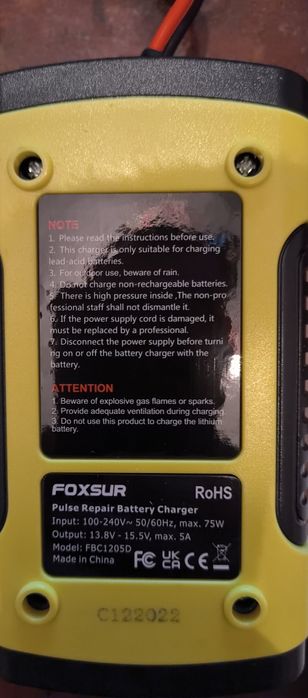 NOTE
1. Please read the instructions before use.
2. This charger is only suitable for charging
lead-acid batteries.
3. For outdoor use, beware of rain.
4. Do not charge non-rechargeable batteries.
5. There is high pressure inside ,The non-pro
fessional staff shall not dismantle it.
6. If the power supply cord is damaged, it
must be replaced by a professional.
7. Disconnect the power supply before turni
ng on or off the battery charger with the
battery.
ATTENTION
1. Beware of explosive gas flames or sparks.
2. Provide adequate ventilation during charging.
3. Do not use this product to charge the lithium
battery.
FOXSUR RoHS
Pulse Repair Battery Charger
Input: 100-240V~ 50/60Hz, max. 75W
Output: 13.8V - 15.5V, max. 5A
Model: FBC1205D
Made in China
FC UK CA CE
C122022